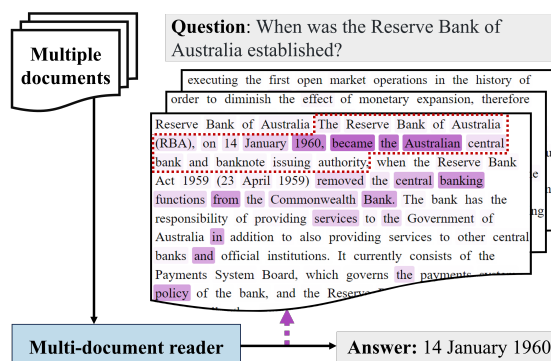 Multiple
documents
Question: When was the Reserve Bank of
Australia established?
executing the first open market operations in the history of
order to diminish the effect of monetary expansion, therefore
Reserve Bank of Australia The Reserve Bank of Australia
(RBA), on 14 January 1960, became the Australian central
bank and banknote issuing authority, when the Reserve Bank
Act 1959 (23 April 1959) removed the central banking
functions from the Commonwealth Bank. The bank has the
responsibility of providing services to the Government of
Australia in addition to also providing services to other central
banks and official institutions. It currently consists of the
Payments System Board, which governs the payments
policy of the bank, and the
Multi-document reader
Answer: 14 January 1960